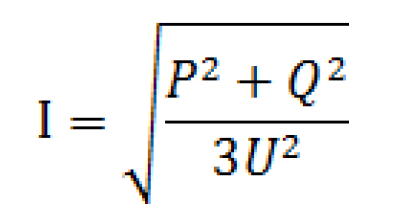 I = √((P² + Q²) / (3U²))